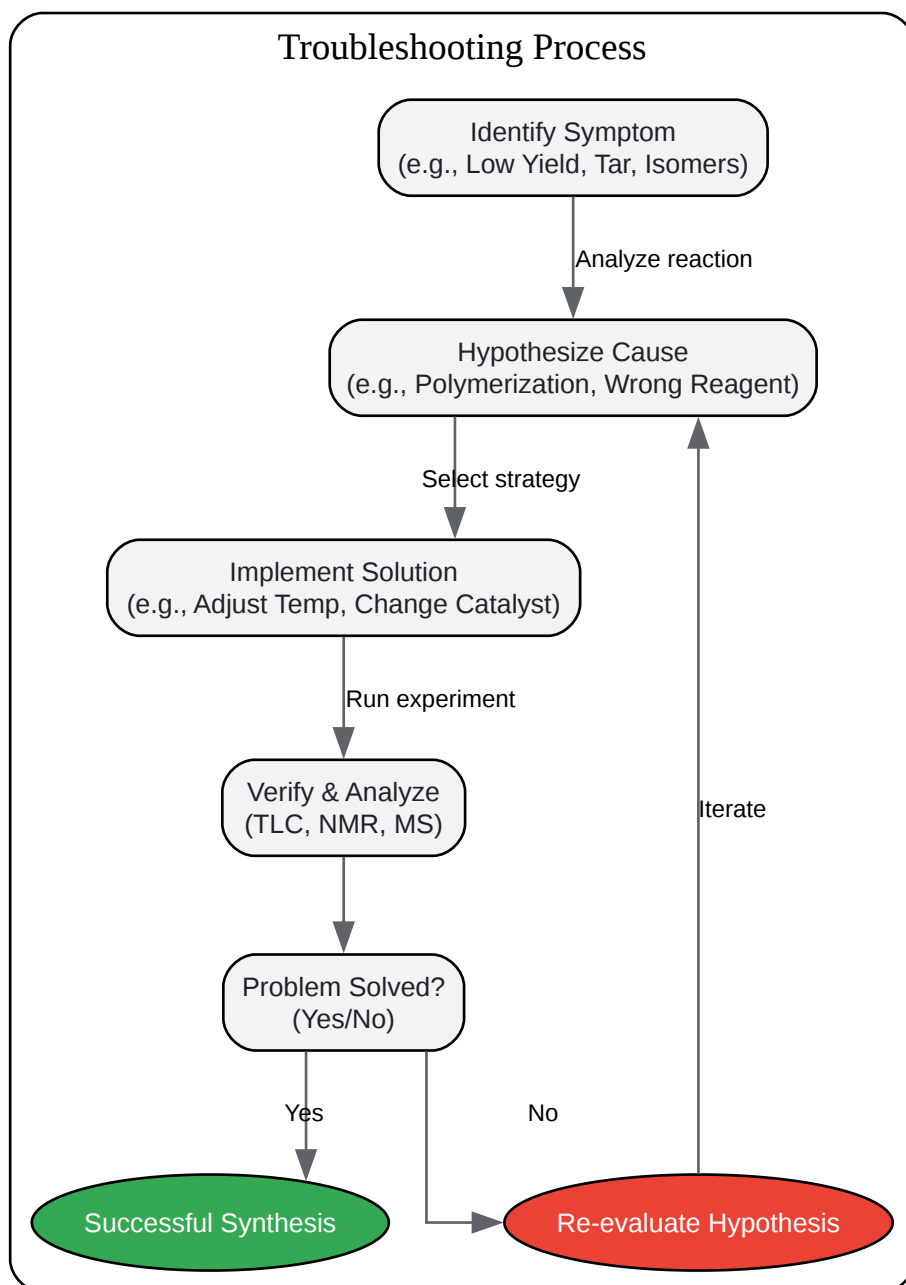 Troubleshooting Process
Identify Symptom
(e.g., Low Yield, Tar, Isomers)
Analyze reaction
Hypothesize Cause
(e.g., Polymerization, Wrong Reagent)
Select strategy
Implement Solution
(e.g., Adjust Temp, Change Catalyst)
Run experiment
Verify & Analyze
(TLC, NMR, MS)
Iterate
Problem Solved?
(Yes/No)
Yes
No
Successful Synthesis
Re-evaluate Hypothesis